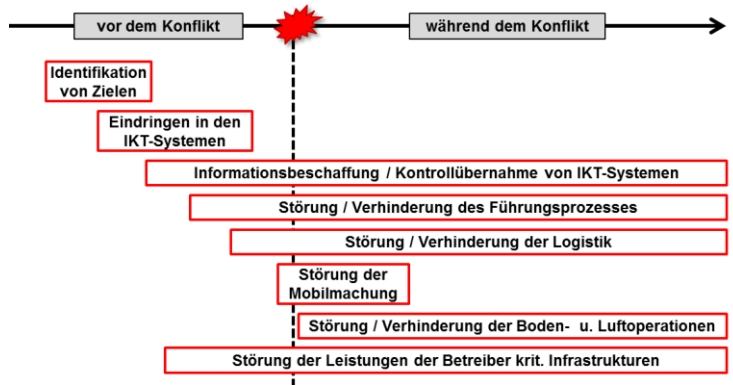 vor dem Konflikt
während dem Konflikt
Identifikation
von Zielen
Eindringen in den
IKT-Systemen
Informationsbeschaffung / Kontrollübernahme von IKT-Systemen
Störung / Verhinderung des Führungsprozesses
Störung / Verhinderung der Logistik
Störung der
Mobilmachung
Störung / Verhinderung der Boden- u. Luftoperationen
Störung der Leistungen der Betreiber krit. Infrastrukturen